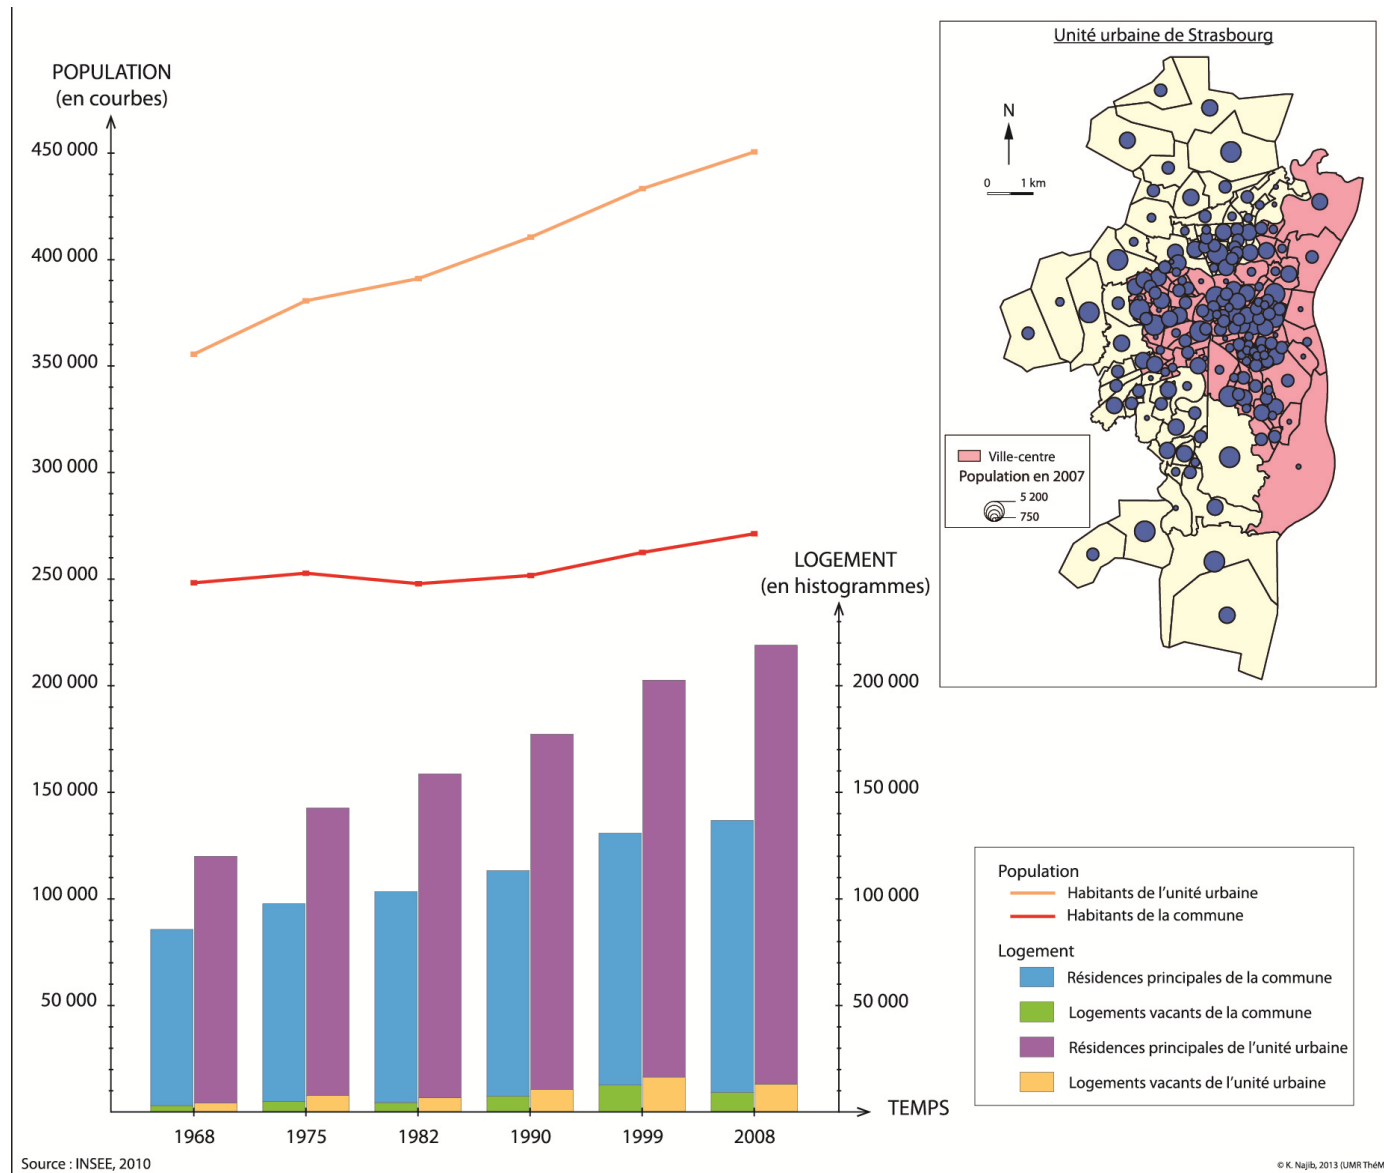 POPULATION
(en courbes)
450 000
400 000
350 000
300 000
250 000
200 000
150 000
100 000
50 000
LOGEMENT
(en histogrammes)
200 000
150 000
100 000
50 000
1968
1975
1982
1990
1999
2008
TEMPS
Source : INSEE, 2010
Unité urbaine de Strasbourg
N
0 1 km
Ville-centre
Population en 2007
5 200
750
Population
Habitants de l'unité urbaine
Habitants de la commune
Logement
Résidences principales de la commune
Logements vacants de la commune
Résidences principales de l'unité urbaine
Logements vacants de l'unité urbaine
© K. Najib, 2013 (UMR ThéM